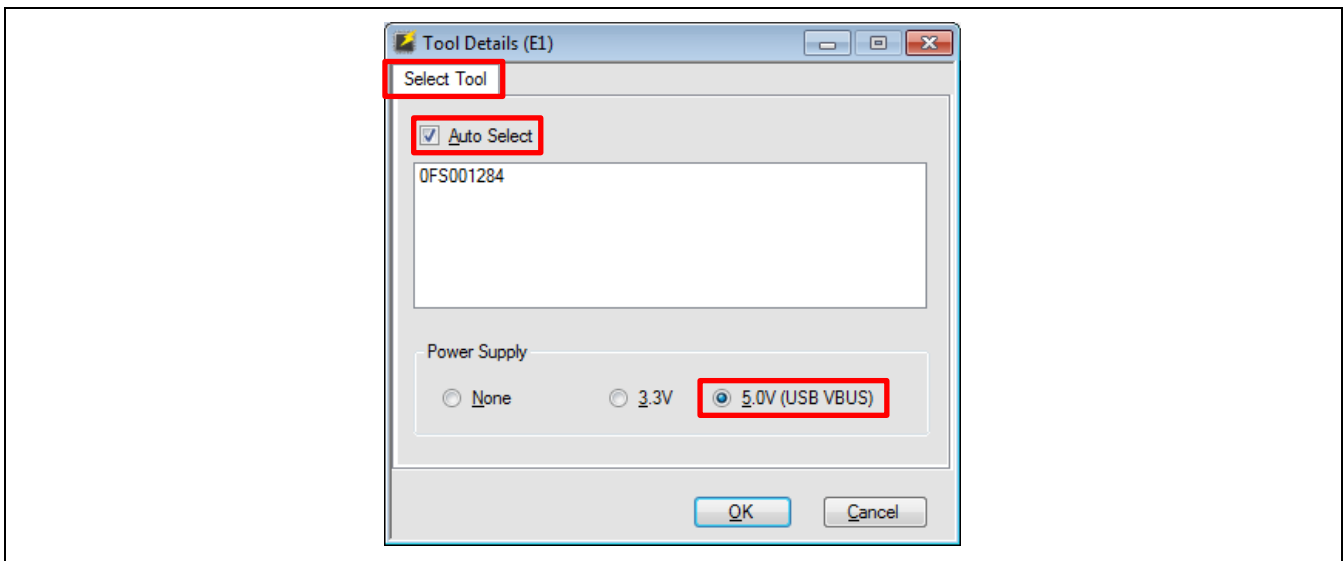 Tool Details (E1)
Select Tool
Auto Select
0FS001284
Power Supply
None 3.3V 5.0V (USB VBUS)
OK Cancel